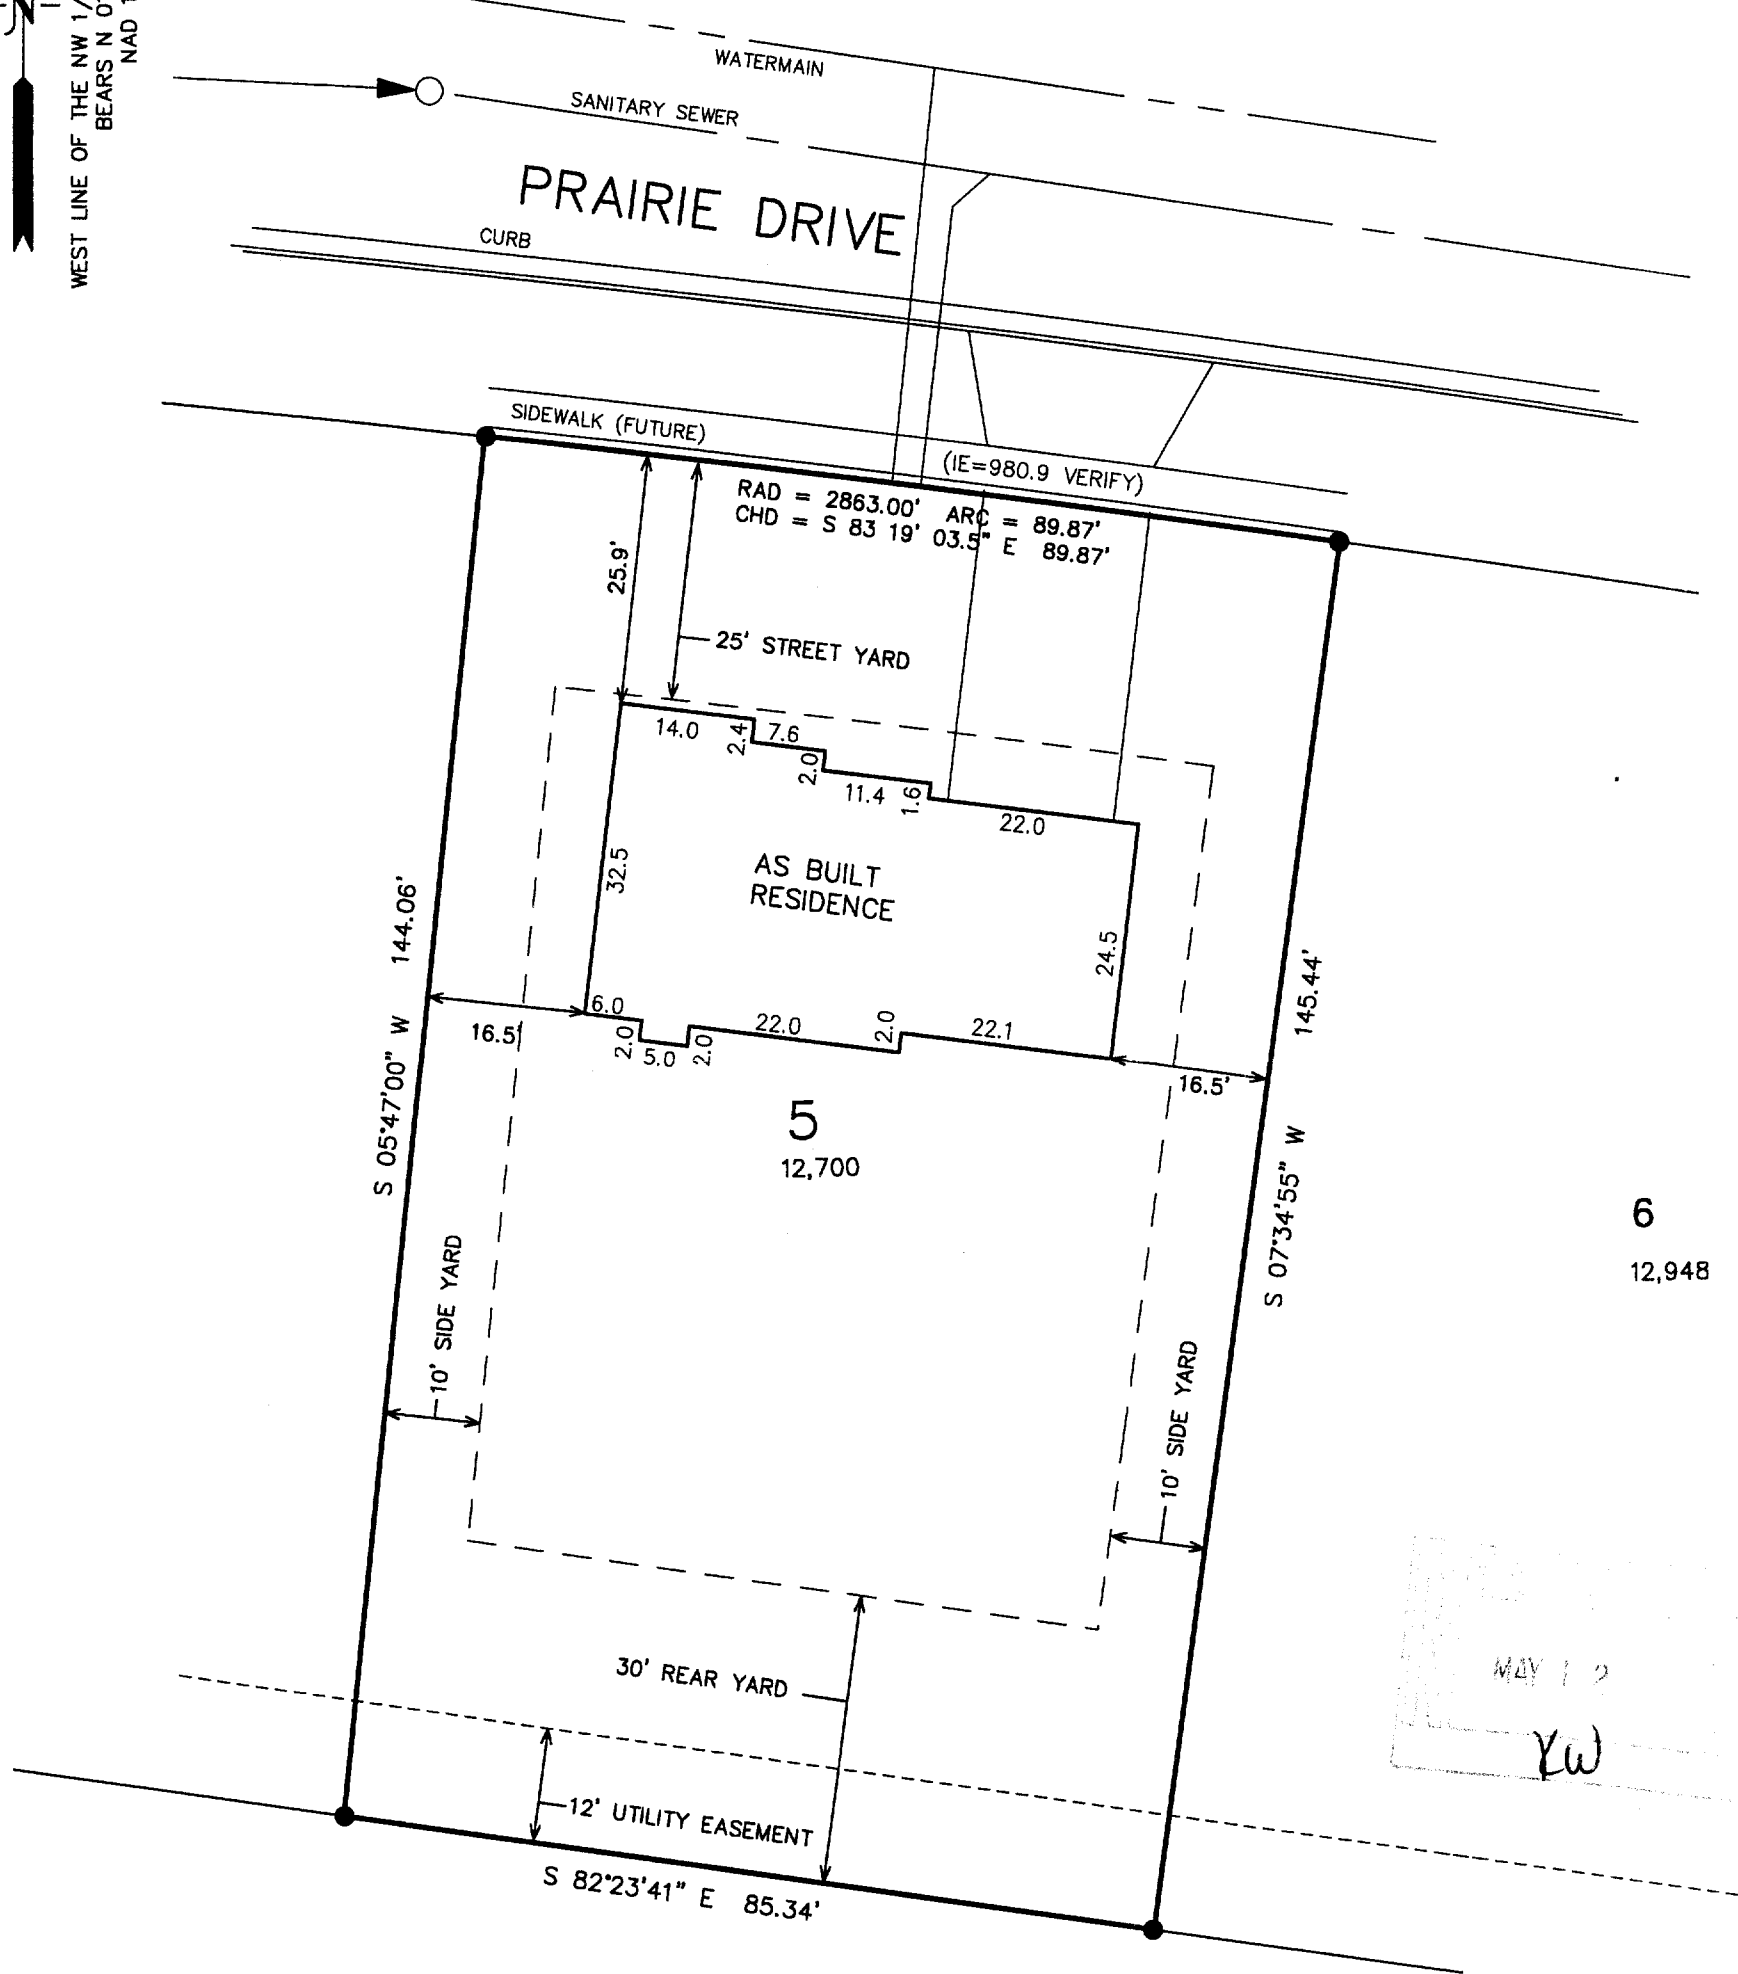 N
WEST LINE OF THE NW 1/
BEARS N 0
NAD 1
WATERMAIN
SANITARY SEWER
PRAIRIE DRIVE
CURB
SIDEWALK (FUTURE)
(IE=980.9 VERIFY)
RAD = 2863.00' ARC = 89.87'
CHD = S 83 19' 03.5" E 89.87'
25.9'
25' STREET YARD
14.0
2.4
7.6
2.0
11.4
1.6
22.0
32.5
AS BUILT
RESIDENCE
24.5
144.06'
S 05°47'00" W
145.44'
S 07°34'55" W
16.5'
6.0
2.0
5.0
2.0
22.0
2.0
22.1
16.5'
5
12,700
6
12,948
10' SIDE YARD
10' SIDE YARD
30' REAR YARD
12' UTILITY EASEMENT
S 82°23'41" E 85.34'
MAY 1 2
KW